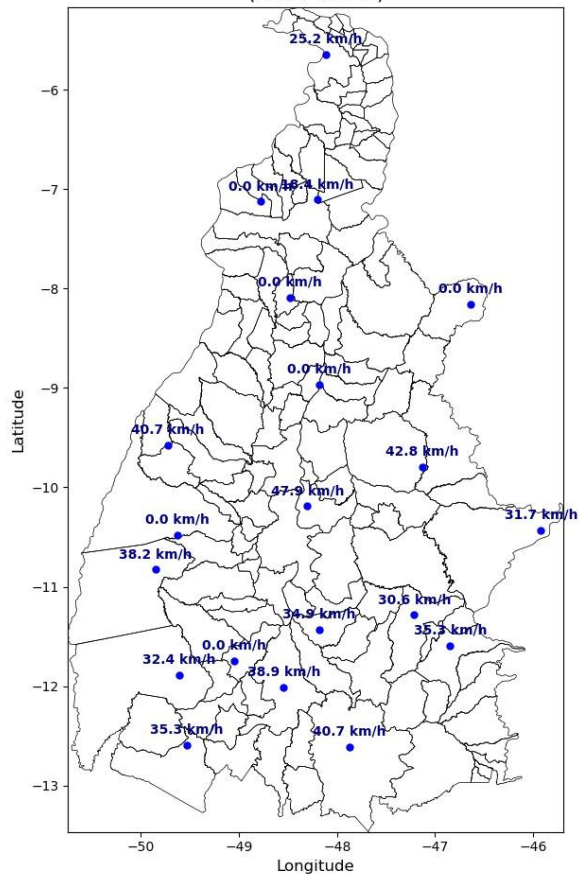 25.2 km/h
−6
0.0 km/h
18.4 km/h
−7
0.0 km/h
0.0 km/h
−8
0.0 km/h
−9
40.7 km/h
42.8 km/h
−10
47.9 km/h
31.7 km/h
0.0 km/h
38.2 km/h
−11
30.6 km/h
34.9 km/h
35.3 km/h
0.0 km/h
32.4 km/h
38.9 km/h
−12
35.3 km/h
40.7 km/h
−13
Latitude
−50
−49
−48
−47
−46
Longitude